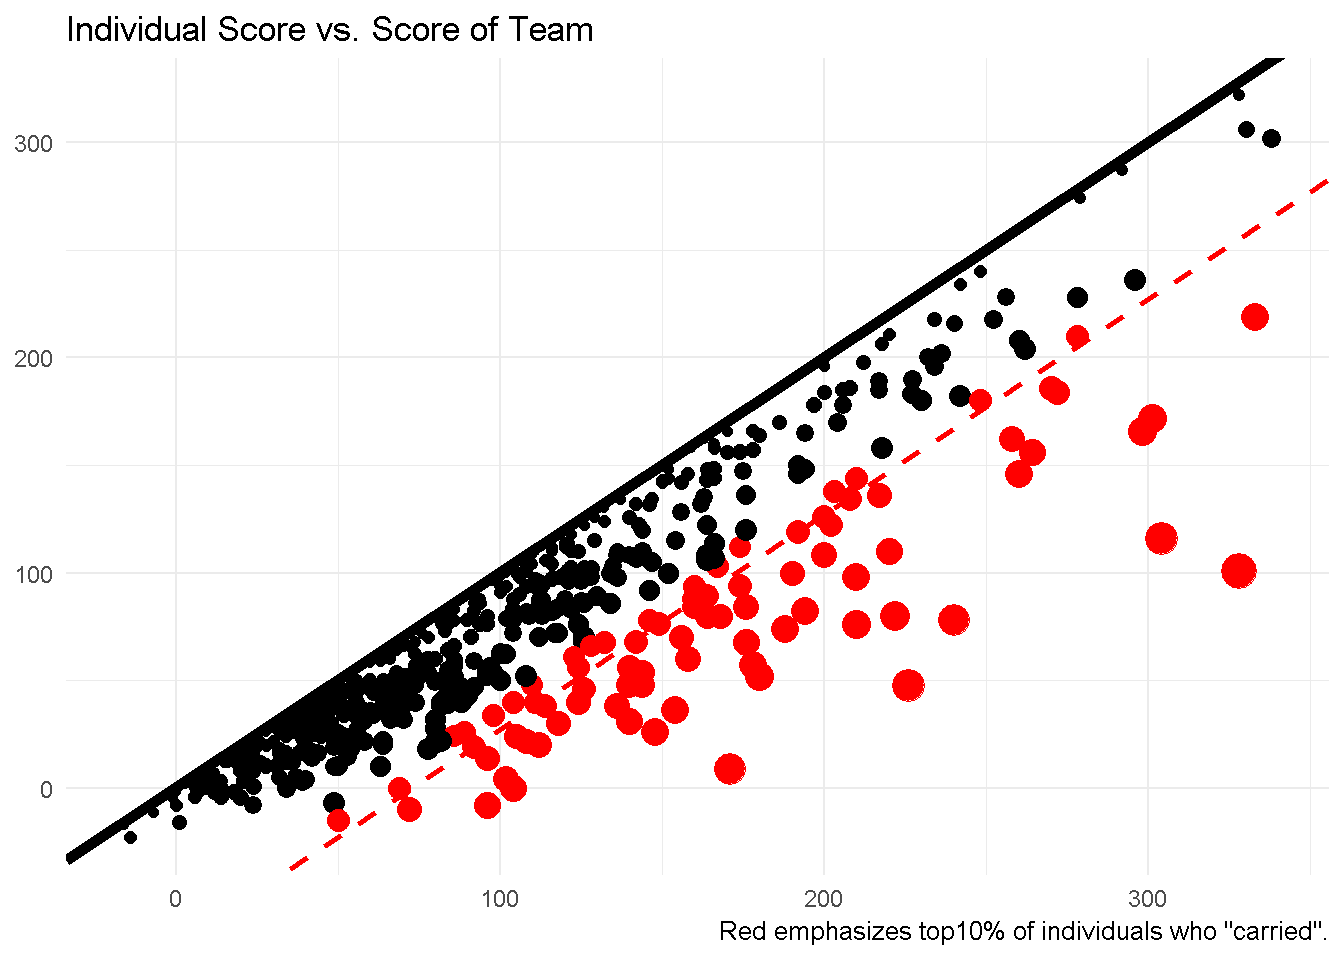 Individual Score vs. Score of Team
300
200
100
0
0 100 200 300
Red emphasizes top10% of individuals who "carried".